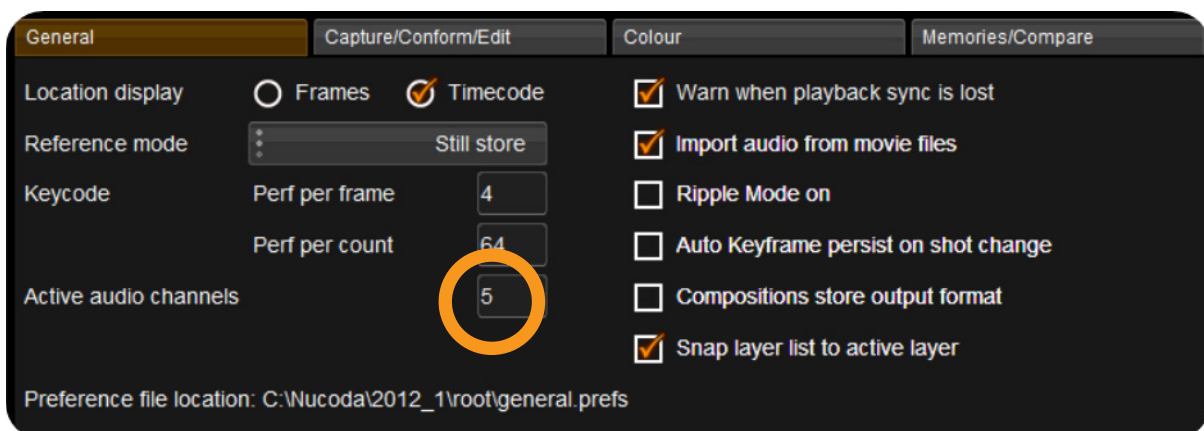 General Capture/Conform/Edit Colour Memories/Compare
Location display Frames Timecode Warn when playback sync is lost
Reference mode Still store Import audio from movie files
Keycode Perf per frame 4 Ripple Mode on
Perf per count 64 Auto Keyframe persist on shot change
Active audio channels 5 Compositions store output format
Snap layer list to active layer
Preference file location: C:\Nucoda\2012_1\root\general.prefs